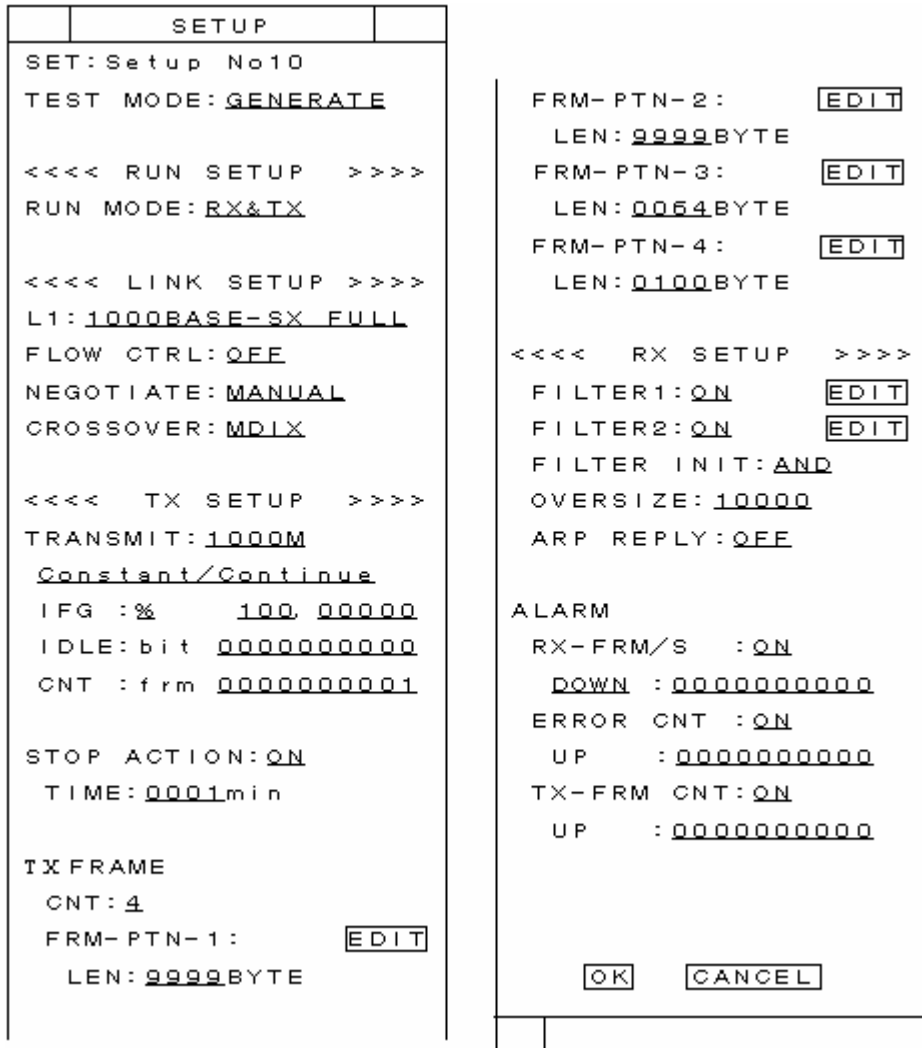 SETUP
SET:Setup No10
TEST MODE:GENERATE
<<<< RUN SETUP >>>>
RUN MODE:RX&TX
<<<< LINK SETUP >>>>
L1:1000BASE-SX FULL
FLOW CTRL:OFF
NEGOTIATE:MANUAL
CROSSOVER:MDIX
<<<< TX SETUP >>>>
TRANSMIT:1000M
Constant/Continue
IFG :% 100.00000
IDLE:bit 0000000000
CNT :frm 0000000001
STOP ACTION:ON
TIME:0001min
TX FRAME
CNT:4
FRM-PTN-1: EDIT
LEN:9999BYTE
FRM-PTN-2: EDIT
LEN:9999BYTE
FRM-PTN-3: EDIT
LEN:0064BYTE
FRM-PTN-4: EDIT
LEN:0100BYTE
<<<< RX SETUP >>>>
FILTER1:ON EDIT
FILTER2:ON EDIT
FILTER INIT:AND
OVERSIZE:10000
ARP REPLY:OFF
ALARM
RX-FRM/S :ON
DOWN :0000000000
ERROR CNT :ON
UP :0000000000
TX-FRM CNT:ON
UP :0000000000
OK CANCEL